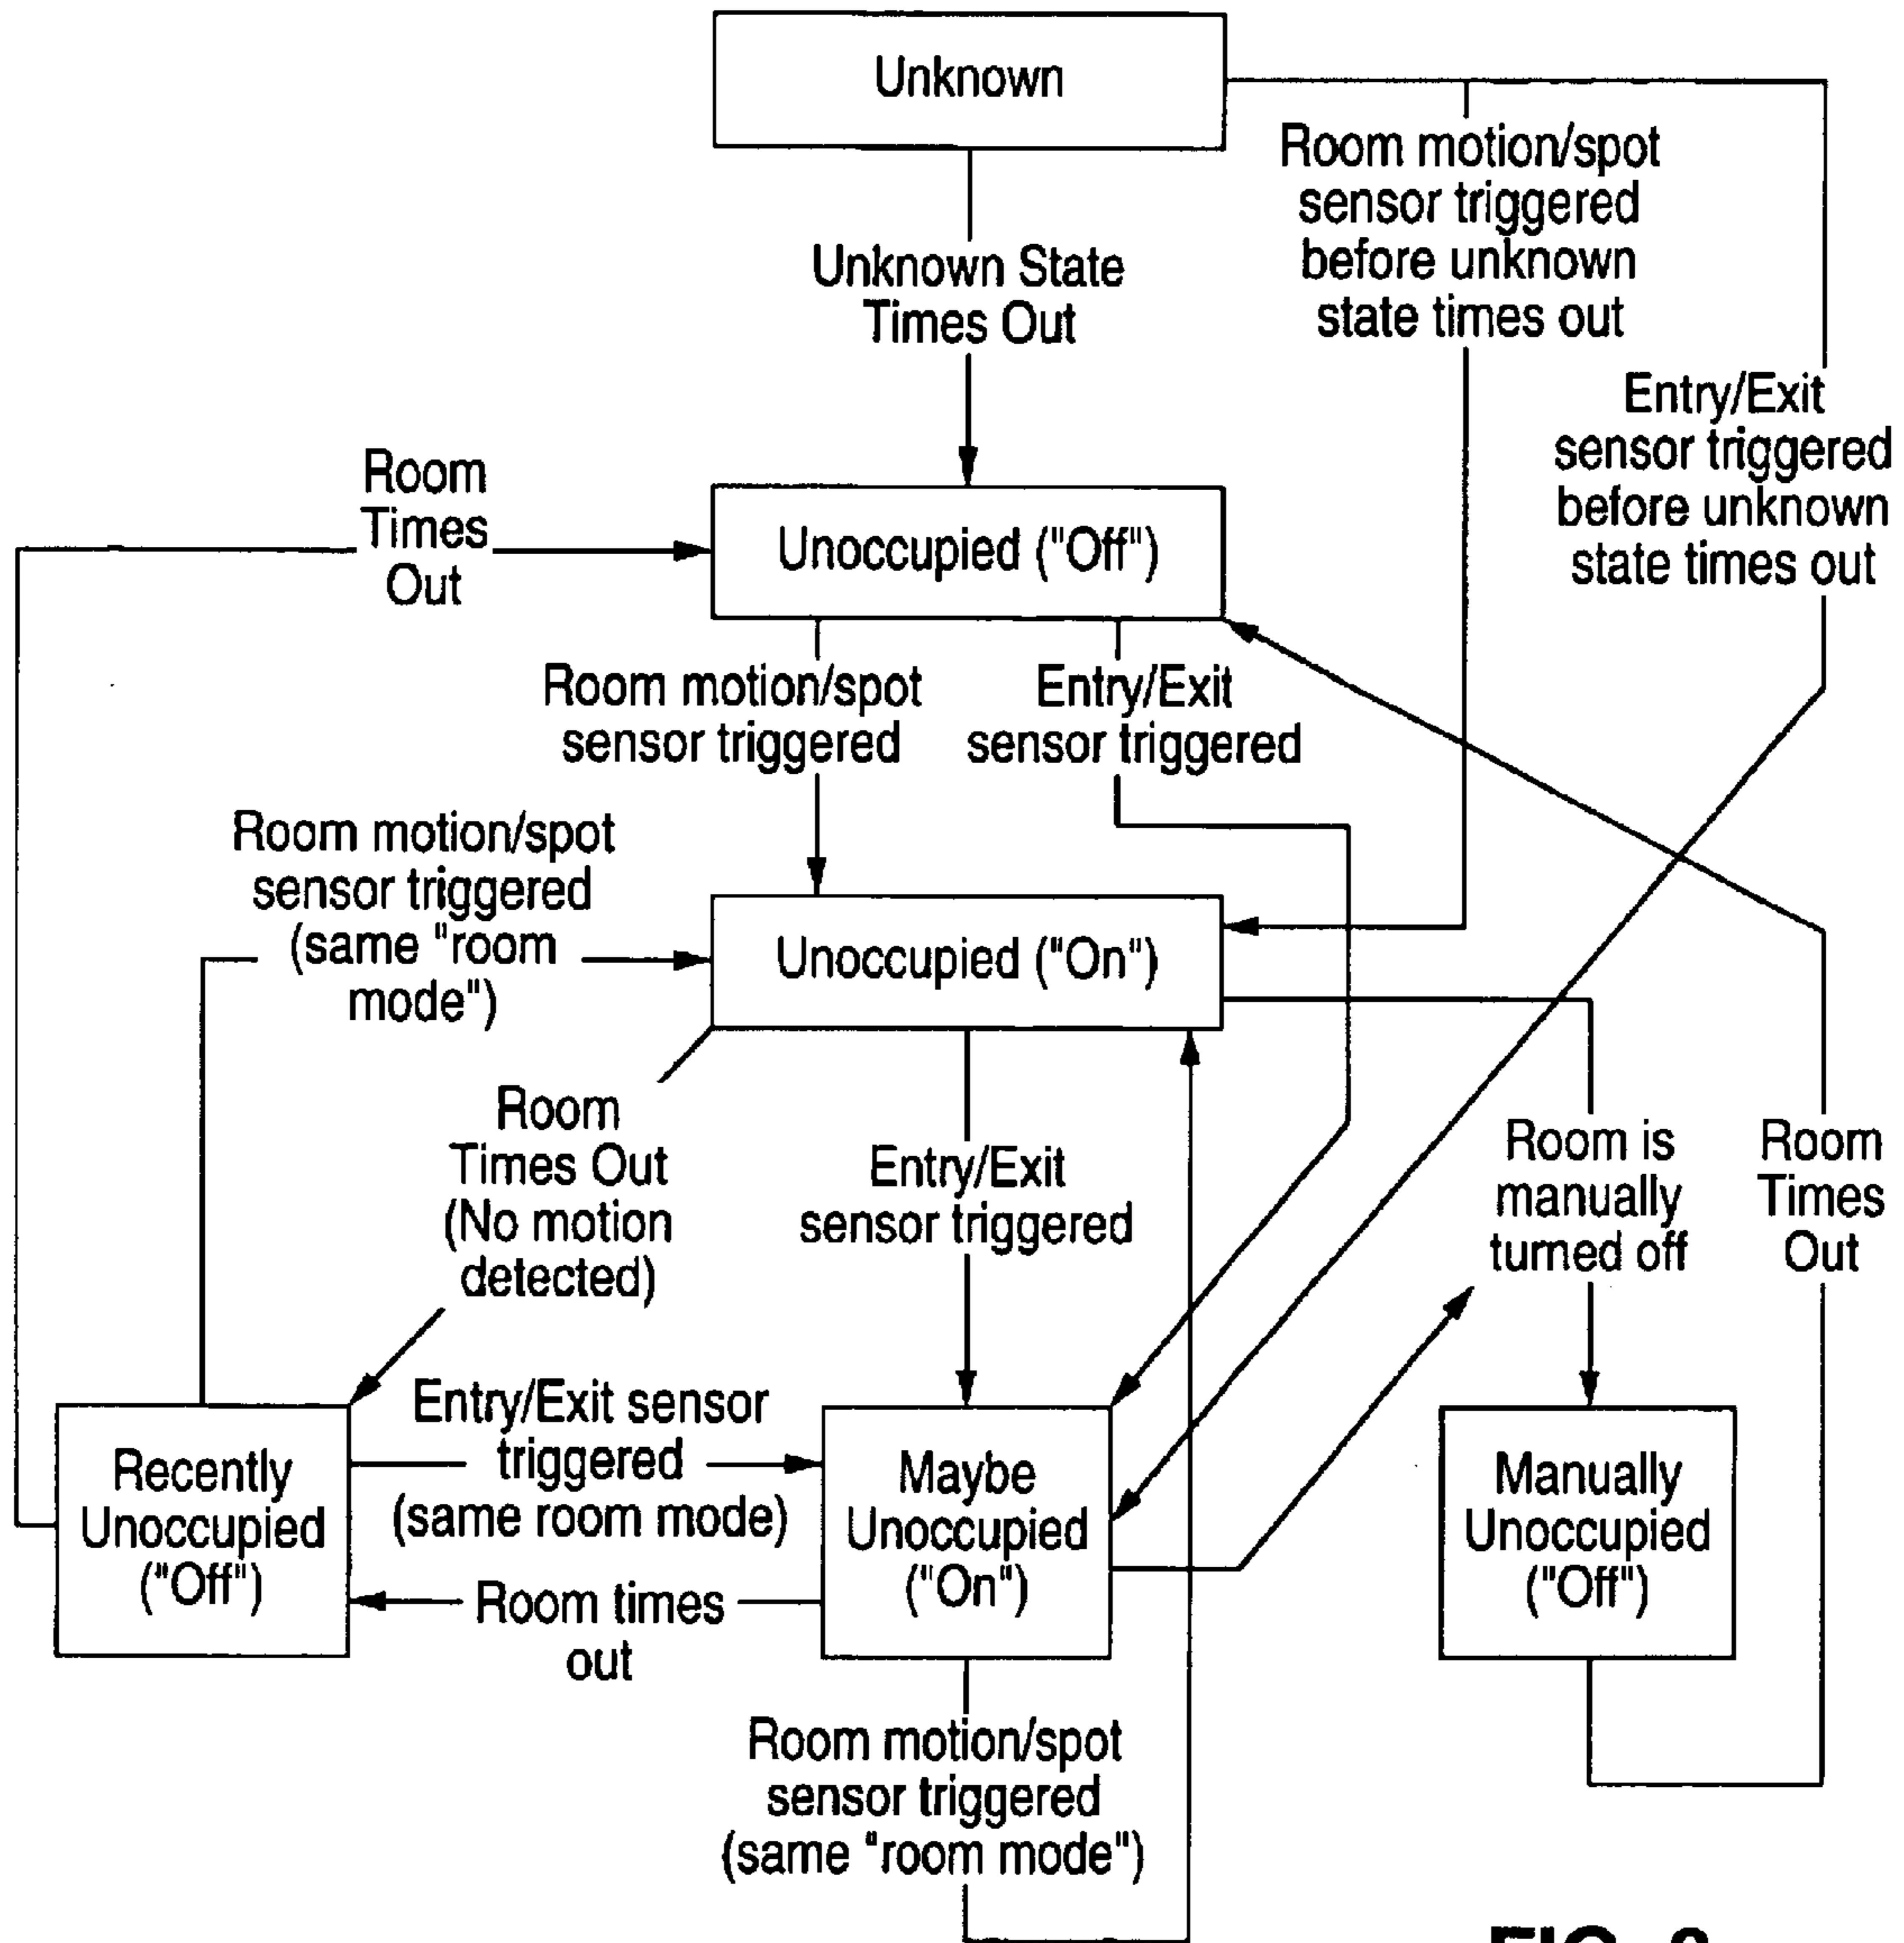 Unknown
Room motion/spot
sensor triggered
before unknown
state times out
Unknown State
Times Out
Entry/Exit
sensor triggered
before unknown
state times out
Room
Times
Out
Unoccupied ("Off")
Room motion/spot
sensor triggered
Entry/Exit
sensor triggered
Room motion/spot
sensor triggered
(same "room
mode")
Unoccupied ("On")
Room
Times Out
(No motion
detected)
Entry/Exit
sensor triggered
Room is
manually
turned off
Room
Times
Out
Entry/Exit sensor
triggered
(same room mode)
Recently
Unoccupied
("Off")
Maybe
Unoccupied
("On")
Manually
Unoccupied
("Off")
Room times
out
Room motion/spot
sensor triggered
(same "room mode")